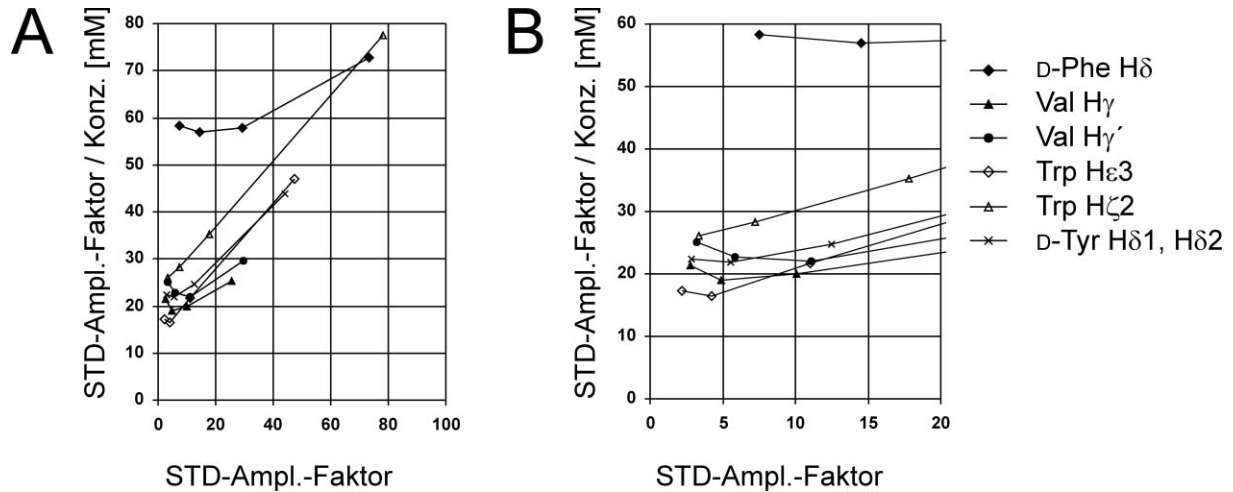 A
STD-Ampl.-Faktor / Konz. [mM]
80
70
60
50
40
30
20
10
0
0 20 40 60 80 100
STD-Ampl.-Faktor
B
STD-Ampl.-Faktor / Konz. [mM]
60
50
40
30
20
10
0
0 5 10 15 20
STD-Ampl.-Faktor
D-Phe Hδ
Val Hγ
Val Hγ´
Trp Hε3
Trp Hζ2
D-Tyr Hδ1, Hδ2